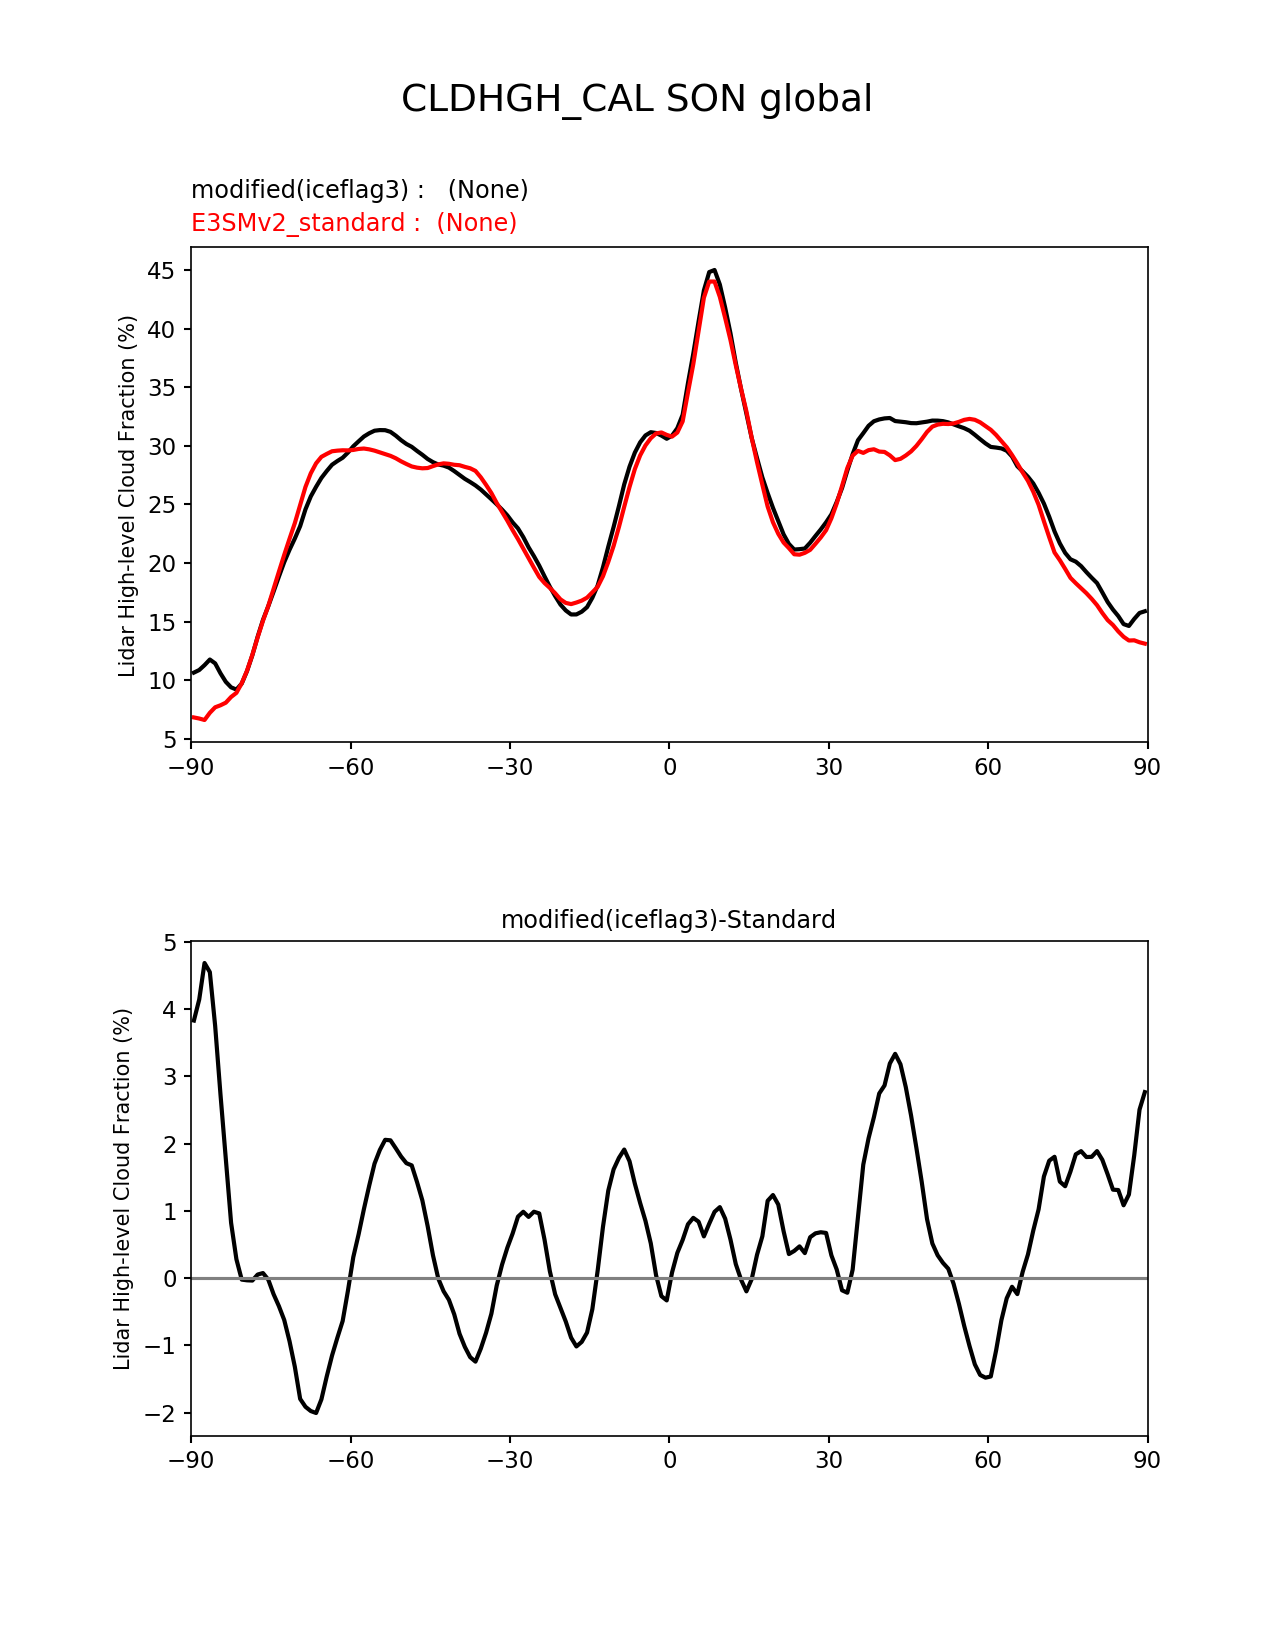 CLDHGH_CAL SON global
modified(iceflag3) :   (None)
E3SMv2_standard :  (None)
Lidar High-level Cloud Fraction (%)
45
40
35
30
25
20
15
10
5
−90 −60 −30 0 30 60 90
modified(iceflag3)-Standard
Lidar High-level Cloud Fraction (%)
5
4
3
2
1
0
−1
−2
−90 −60 −30 0 30 60 90